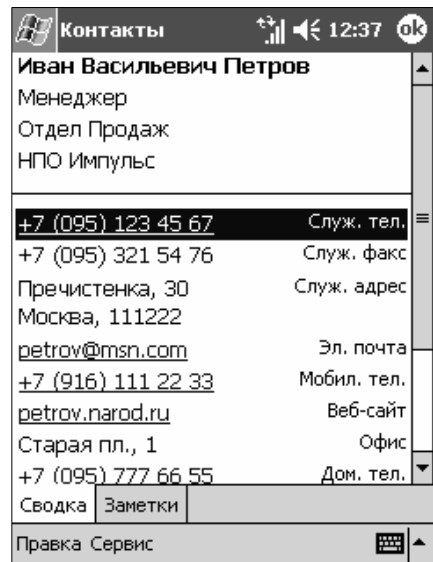 Контакты 12:37 ok
Иван Васильевич Петров
Менеджер
Отдел Продаж
НПО Импульс
+7 (095) 123 45 67 Служ. тел.
+7 (095) 321 54 76 Служ. факс
Пречистенка, 30 Служ. адрес
Москва, 111222
petrov@msn.com Эл. почта
+7 (916) 111 22 33 Мобил. тел.
petrov.narod.ru Веб-сайт
Старая пл., 1 Офис
+7 (095) 777 66 55 Дом. тел.
Сводка Заметки
Правка Сервис